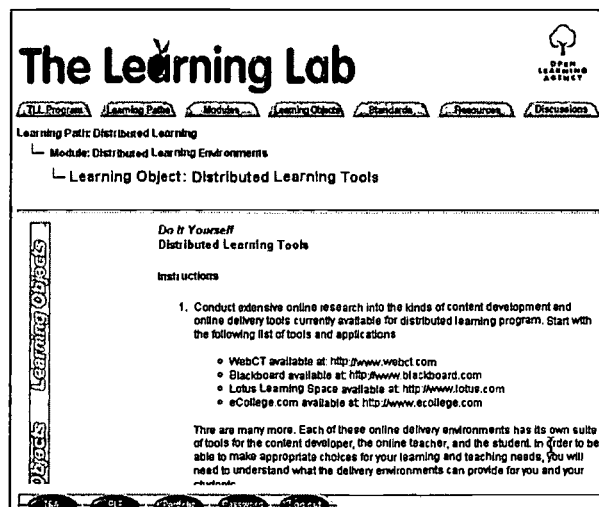 The Learning Lab
OPEN
LEARNING
AGENCY
TLL Program Learning Paths Modules Learning Objects Standards Resources Discussions
Learning Path: Distributed Learning
Module: Distributed Learning Environments
Learning Object: Distributed Learning Tools
Do It Yourself
Distributed Learning Tools
Instructions
1. Conduct extensive online research into the kinds of content development and
online delivery tools currently available for distributed learning program. Start with
the following list of tools and applications
WebCT available at: http://www.webct.com
Blackboard available at: http://www.blackboard.com
Lotus Learning Space available at: http://www.lotus.com
eCollege.com available at: http://www.ecollege.com
Thre are many more. Each of these online delivery environments has its own suite
of tools for the content developer, the online teacher, and the student. In order to be
able to make appropriate choices for your learning and teaching needs, you will
need to understand what the delivery environments can provide for you and your
students
Learning Objects
Objects